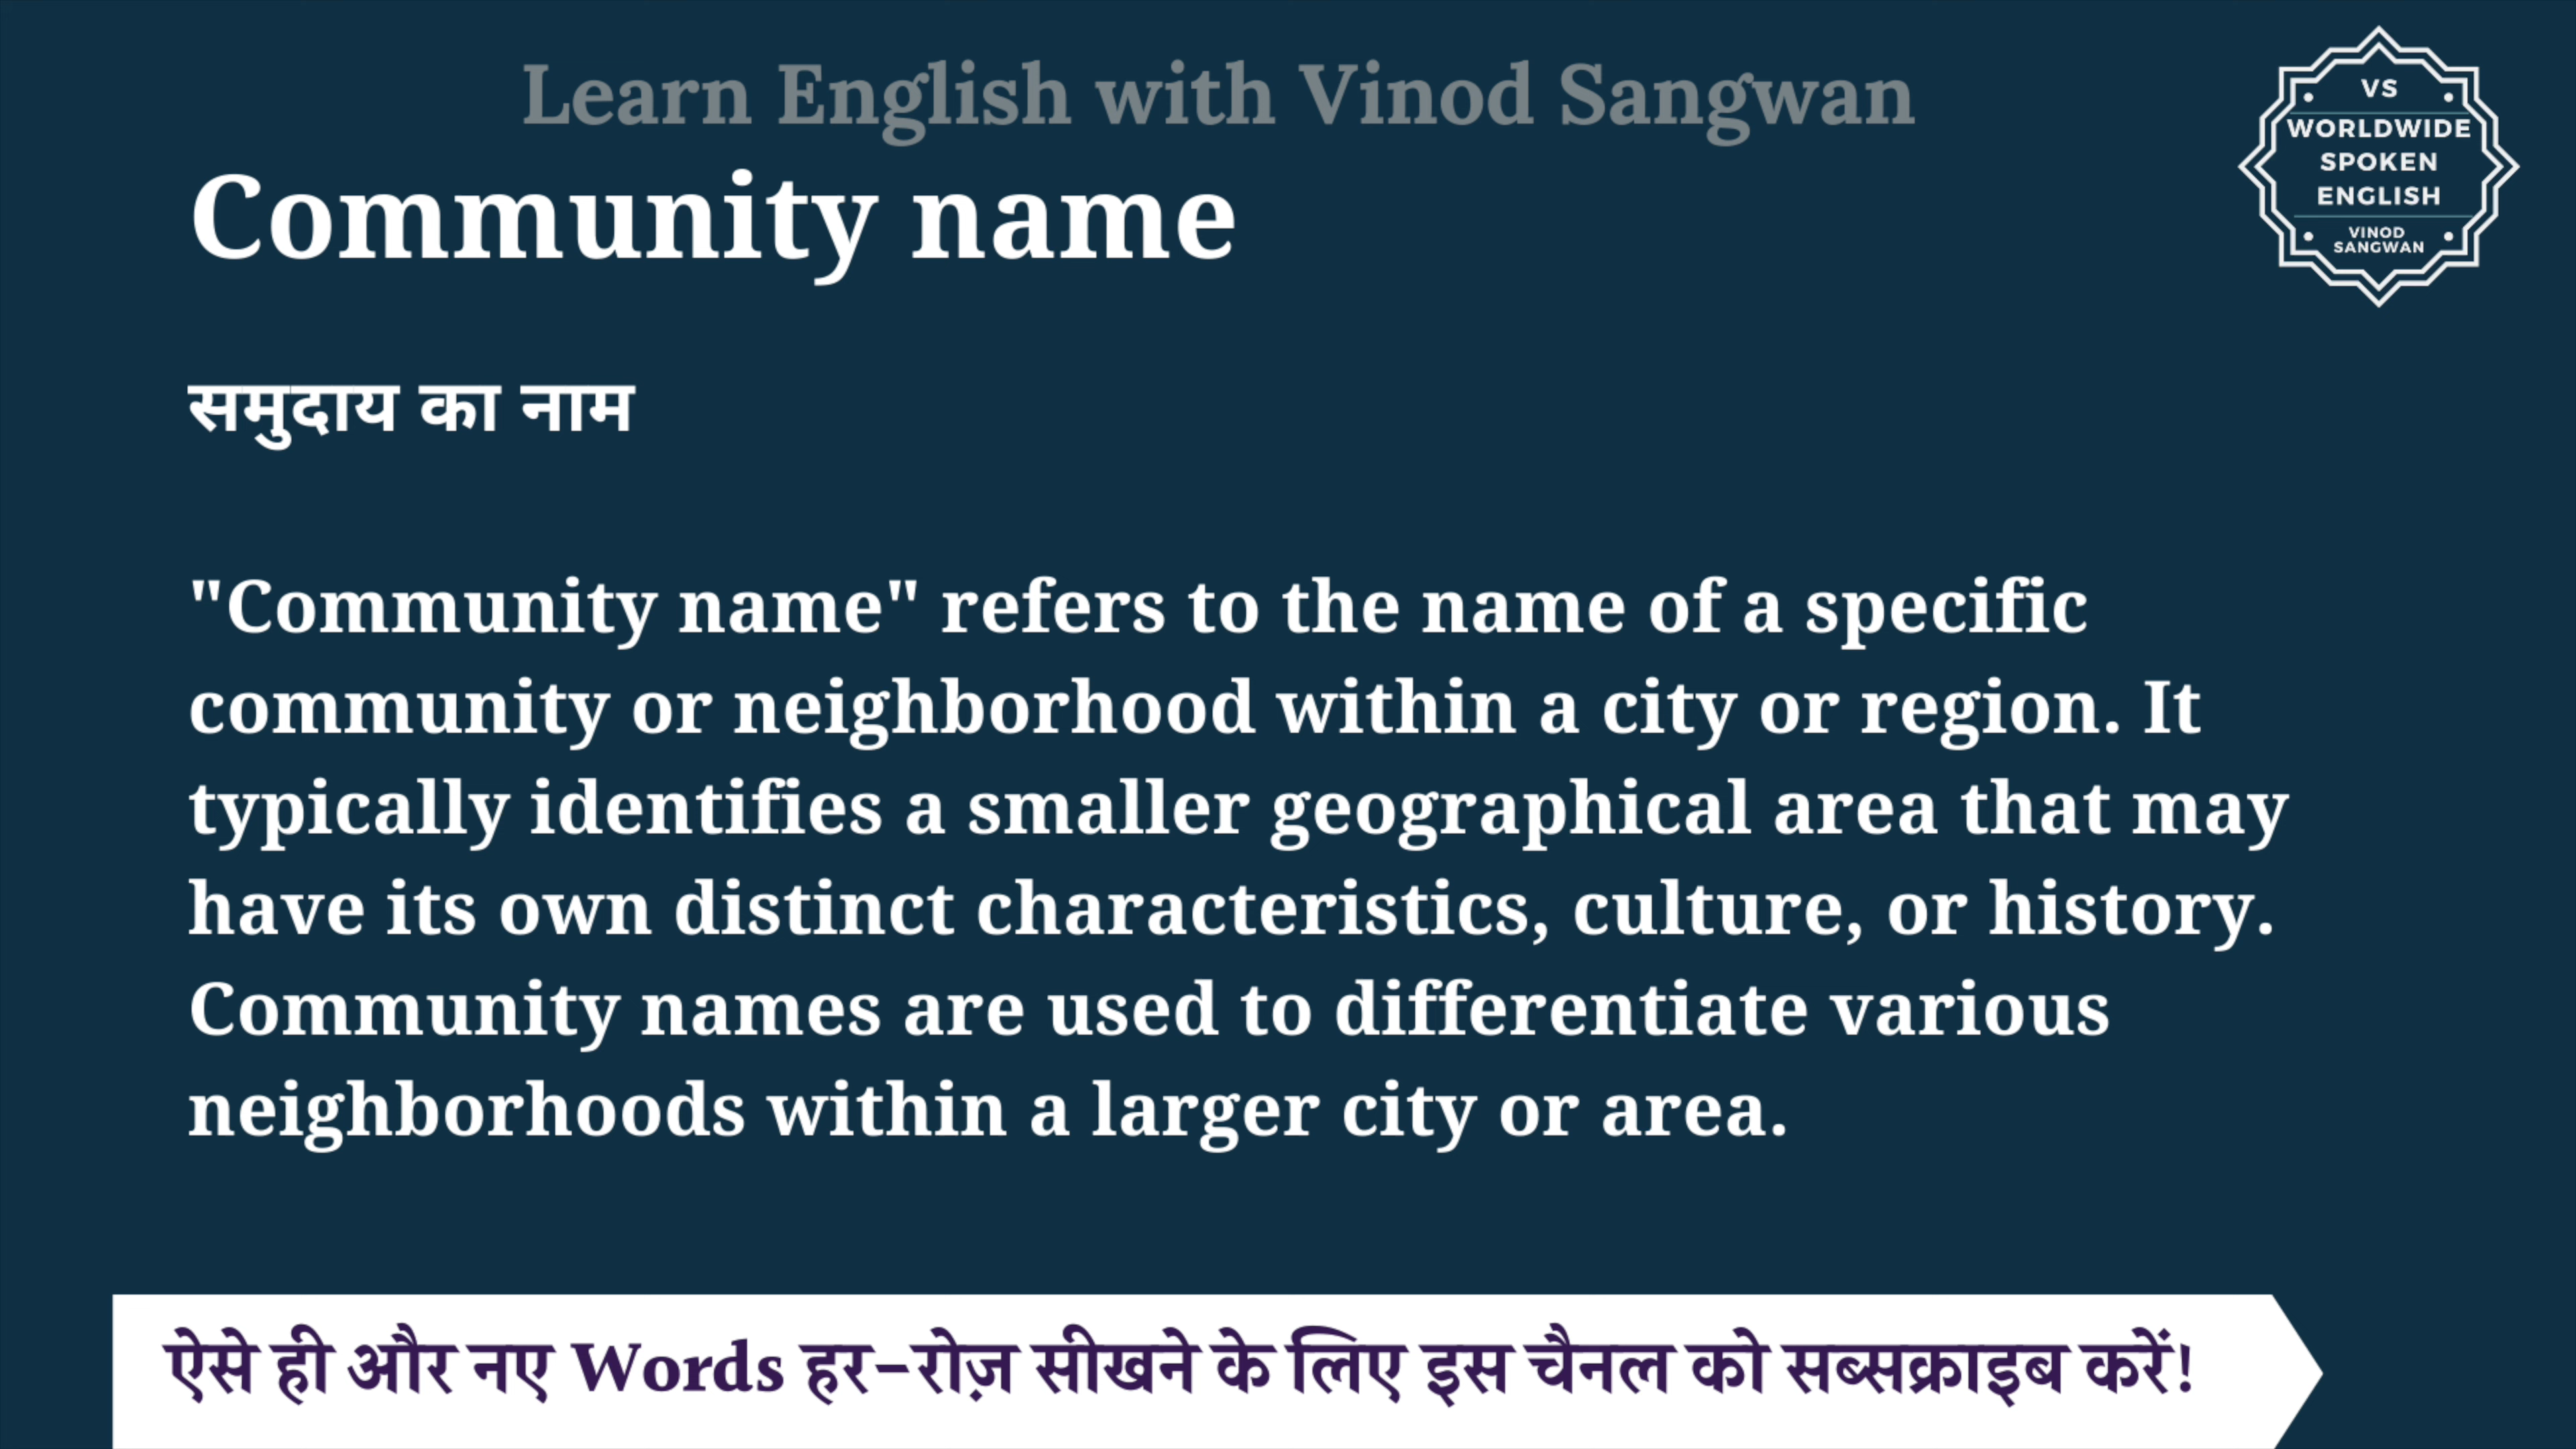 Learn English with Vinod Sangwan
VS
WORLDWIDE
SPOKEN
ENGLISH
VINOD
SANGWAN
Community name
समुदाय का नाम
"Community name" refers to the name of a specific
community or neighborhood within a city or region. It
typically identifies a smaller geographical area that may
have its own distinct characteristics, culture, or history.
Community names are used to differentiate various
neighborhoods within a larger city or area.
ऐसे ही और नए Words हर-रोज़ सीखने के लिए इस चैनल को सब्सक्राइब करें!